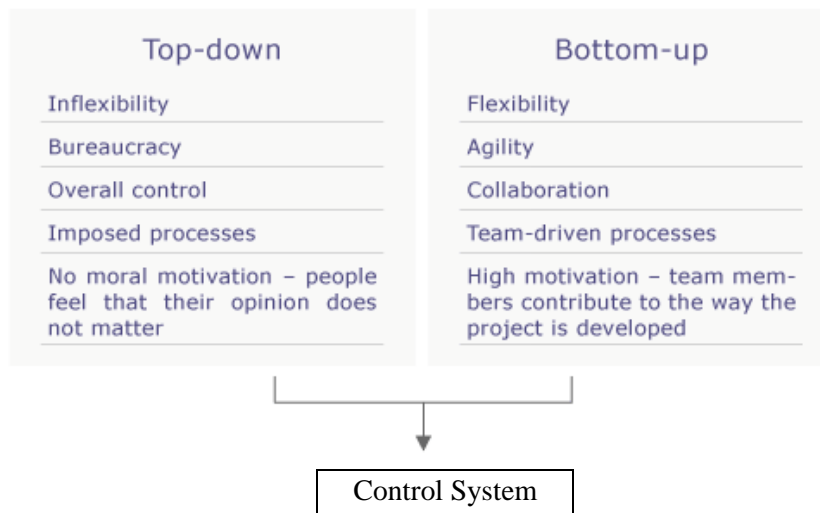 Top-down
Inflexibility
Bureaucracy
Overall control
Imposed processes
No moral motivation – people
feel that their opinion does
not matter
Bottom-up
Flexibility
Agility
Collaboration
Team-driven processes
High motivation – team mem-
bers contribute to the way the
project is developed
Control System